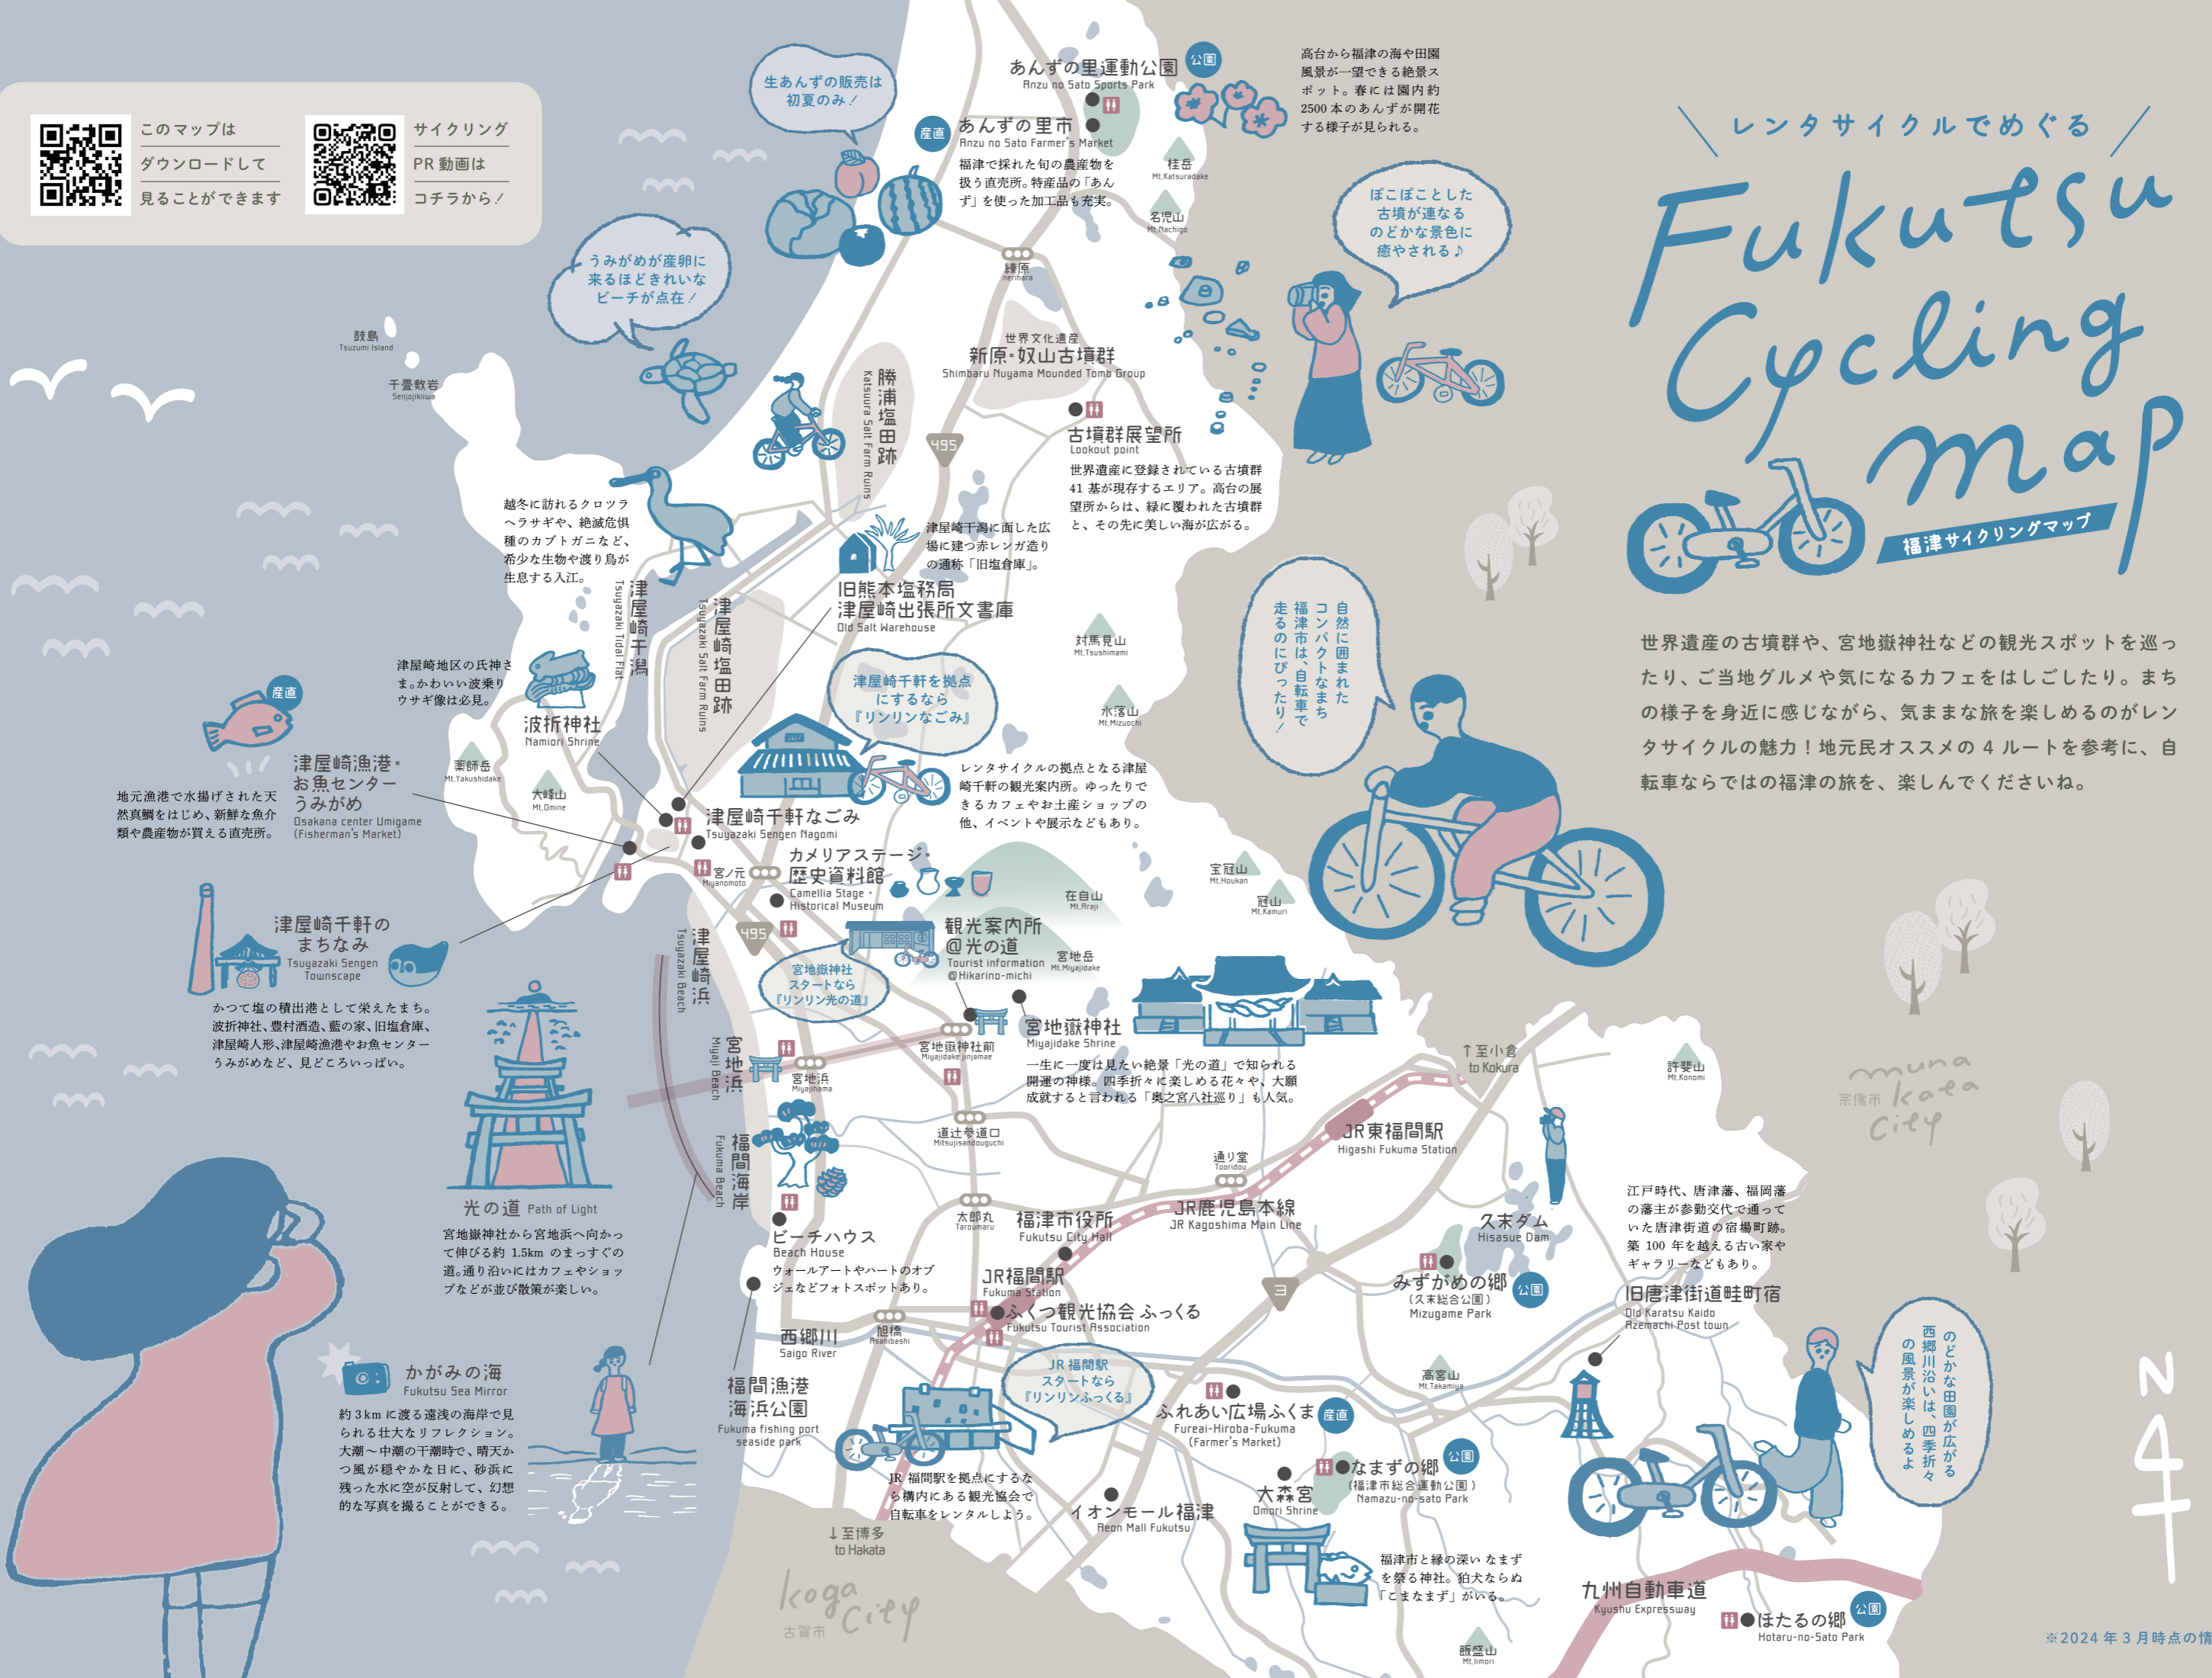 このマップは
ダウンロードして
見ることができます
サイクリング
PR動画は
コチラから!
レンタサイクルでめぐる
Fukutsu
Cycling
map
福津サイクリングマップ
世界遺産の古墳群や、宮地嶽神社などの観光スポットを巡っ
たり、ご当地グルメや気になるカフェをはしごしたり。まち
の様子を身近に感じながら、気ままな旅を楽しめるのがレン
タサイクルの魅力！地元民オススメの 4 ルートを参考に、自
転車ならではの福津の旅を、楽しんでくださいね。
生あんずの販売は
初夏のみ!
あんずの里運動公園
公園
Anzu no Sato Sports Park
高台から福津の海や田園
風景が一望できる絶景ス
ポット。春には園内約
2500本のあんずが開花
する様子が見られる。
産直
あんずの里市
Anzu no Sato Farmer's Market
福津で採れた旬の農産物を
扱う直売所。特産品の「あん
ず」を使った加工品も充実。
桂岳
Mt.Katsuradake
名児山
Mt.Nachigo
練原
nerihara
ぽこぽことした
古墳が連なる
のどかな景色に
癒やされる♪
うみがめが産卵に
来るほどきれいな
ビーチが点在!
鼓島
Tsuzumi Island
千畳敷岩
Senjojikiiwa
世界文化遺産
新原・奴山古墳群
Shimbaru Nuyama Mounded Tomb Group
勝浦塩田跡
Katsuura Salt Farm Ruins
495
古墳群展望所
Lookout point
世界遺産に登録されている古墳群
41 基が現存するエリア。高台の展
望所からは、緑に覆われた古墳群
と、その先に美しい海が広がる。
越冬に訪れるクロツラ
ヘラサギや、絶滅危惧
種のカブトガニなど、
希少な生物や渡り鳥が
生息する入江。
津屋崎干潟
Tsuyazaki Tidal Flat
津屋崎塩田跡
Tsuyazaki Salt Farm Ruins
津屋崎干潟に面した広
場に建つ赤レンガ造り
の通称「旧塩倉庫」。
旧熊本塩務局
津屋崎出張所文書庫
Old Salt Warehouse
対馬見山
Mt.Tsushimami
水落山
Mt.Mizuochi
自然に囲まれた
コンパクトなまち
福津市は、自転車で
走るのにぴったり!
津屋崎地区の氏神さ
ま。かわいい波乗り
ウサギ像は必見。
波折神社
Namiori Shrine
津屋崎千軒を拠点
にするなら
『リンリンなごみ』
産直
津屋崎漁港・
お魚センター
うみがめ
Osakana center Umigame
(Fisherman's Market)
地元漁港で水揚げされた天
然真鯛をはじめ、新鮮な魚介
類や農産物が買える直売所。
薬師岳
Mt.Yakushidake
大峰山
Mt.Omine
レンタサイクルの拠点となる津屋
崎千軒の観光案内所。ゆったりで
きるカフェやお土産ショップの
他、イベントや展示などもあり。
津屋崎千軒なごみ
Tsuyazaki Sengen Nagomi
宮ノ元
Miyanomoto
カメリアステージ・
歴史資料館
Camellia Stage・
Historical Museum
在自山
Mt.Araji
宝冠山
Mt.Houkan
冠山
Mt.Kamuri
津屋崎千軒の
まちなみ
Tsuyazaki Sengen
Townscape
かつて塩の積出港として栄えたまち。
波折神社、豊村酒造、藍の家、旧塩倉庫、
津屋崎人形、津屋崎漁港やお魚センター
うみがめなど、見どころいっぱい。
495
津屋崎浜
Tsuyazaki Beach
観光案内所
@光の道
Tourist information
@Hikarino-michi
宮地岳
Mt.Miyajidake
宮地嶽神社
スタートなら
『リンリン光の道』
宮地嶽神社前
Miyajidake jinjamae
宮地嶽神社
Miyajidake Shrine
一生に一度は見たい絶景「光の道」で知られる
開運の神様。四季折々に楽しめる花々や、大願
成就すると言われる「奥之宮八社巡り」も人気。
宮地浜
Miyaji Beach
宮地浜
Miyajihama
↑至小倉
to Kokura
許斐山
Mt.Konomi
muna
kata
city
宗像市
道辻参道口
Mitsujisandouguchi
福間海岸
Fukuma Beach
JR東福間駅
Higashi Fukuma Station
通り堂
Tooridou
JR鹿児島本線
JR Kagoshima Main Line
光の道 Path of Light
宮地嶽神社から宮地浜へ向かっ
て伸びる約 1.5km のまっすぐの
道。通り沿いにはカフェやショッ
プなどが並び散策が楽しい。
太郎丸
Taroumaru
福津市役所
Fukutsu City Hall
久末ダム
Hisasue Dam
江戸時代、唐津藩、福岡藩
の藩主が参勤交代で通って
いた唐津街道の宿場町跡。
築 100 年を越える古い家や
ギャラリーなどもあり。
ビーチハウス
Beach House
ウォールアートやハートのオブ
ジェなどフォトスポットあり。
JR福間駅
Fukuma Station
3
みずがめの郷
(久末総合公園)
Mizugame Park
公園
旧唐津街道畦町宿
Old Karatsu Kaido
Azemachi Post town
ふくつ観光協会 ふっくる
Fukutsu Tourist Association
西郷川
Saigo River
旭橋
Asahibashi
JR 福間駅
スタートなら
『リンリンふっくる』
高宮山
Mt.Takamiya
のどかな田園が広がる
西郷川沿いは、四季折々
の風景が楽しめるよ
かがみの海
Fukutsu Sea Mirror
約3kmに渡る遠浅の海岸で見
られる壮大なリフレクション。
大潮〜中潮の干潮時で、晴天か
つ風が穏やかな日に、砂浜に
残った水に空が反射して、幻想
的な写真を撮ることができる。
福間漁港
海浜公園
Fukuma fishing port
seaside park
ふれあい広場ふくま
産直
Fureai-Hiroba-Fukuma
(Farmer's Market)
公園
なまずの郷
(福津市総合運動公園)
Namazu-no-sato Park
JR 福間駅を拠点にするな
ら構内にある観光協会で
自転車をレンタルしよう。
大森宮
Omori Shrine
イオンモール福津
Aeon Mall Fukutsu
↓至博多
to Hakata
koga
city
古賀市
福津市と縁の深い なまず
を祭る神社。狛犬ならぬ
「こまなまず」がいる。
九州自動車道
Kyushu Expressway
ほたるの郷
公園
Hotaru-no-Sato Park
飯盛山
Mt.Iimori
N
※2024年3月時点の情